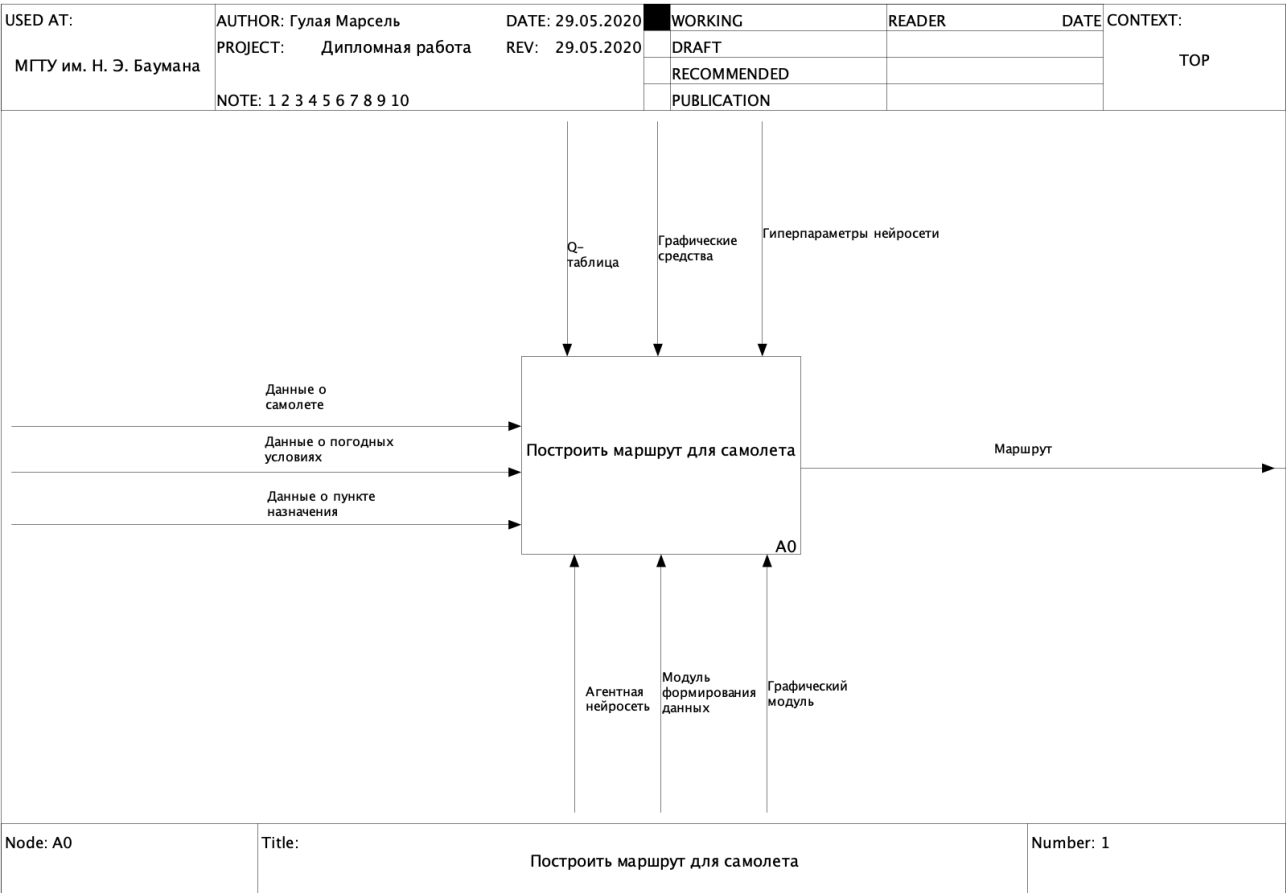 USED AT:
МГТУ им. Н. Э. Баумана
AUTHOR: Гулая Марсель
DATE: 29.05.2020
PROJECT: Дипломная работа
REV: 29.05.2020
NOTE: 1 2 3 4 5 6 7 8 9 10
WORKING
DRAFT
RECOMMENDED
PUBLICATION
READER
DATE
CONTEXT:
TOP
Q-
таблица
Графические
средства
Гиперпараметры нейросети
Данные о
самолете
Данные о погодных
условиях
Данные о пункте
назначения
Построить маршрут для самолета
A0
Маршрут
Агентная
нейросеть
Модуль
формирования
данных
Графический
модуль
Node: A0
Title:
Построить маршрут для самолета
Number: 1